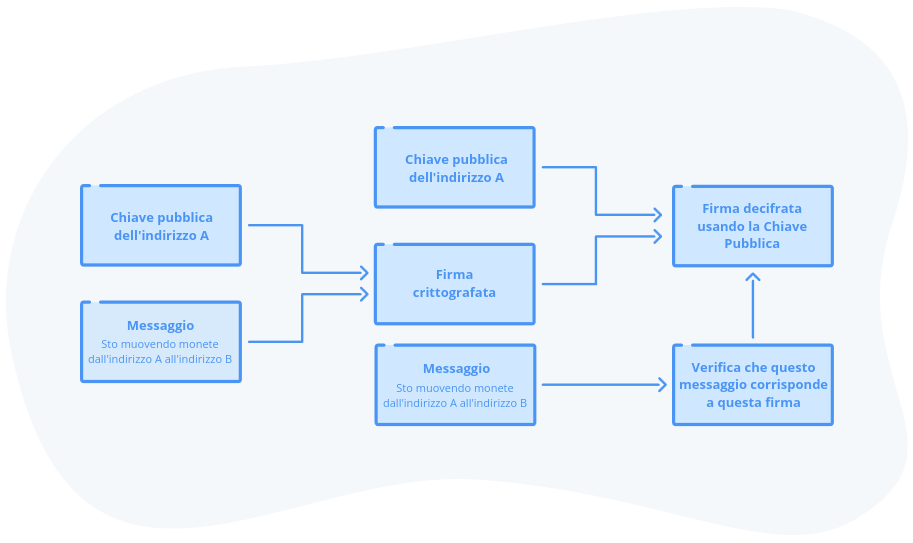 Chiave pubblica
dell'indirizzo A
Messaggio
Sto muovendo monete
dall'indirizzo A all'indirizzo B
Chiave pubblica
dell'indirizzo A
Firma
crittografata
Messaggio
Sto muovendo monete
dall'indirizzo A all'indirizzo B
Firma decifrata
usando la Chiave
Pubblica
Verifica che questo
messaggio corrisponde
a questa firma